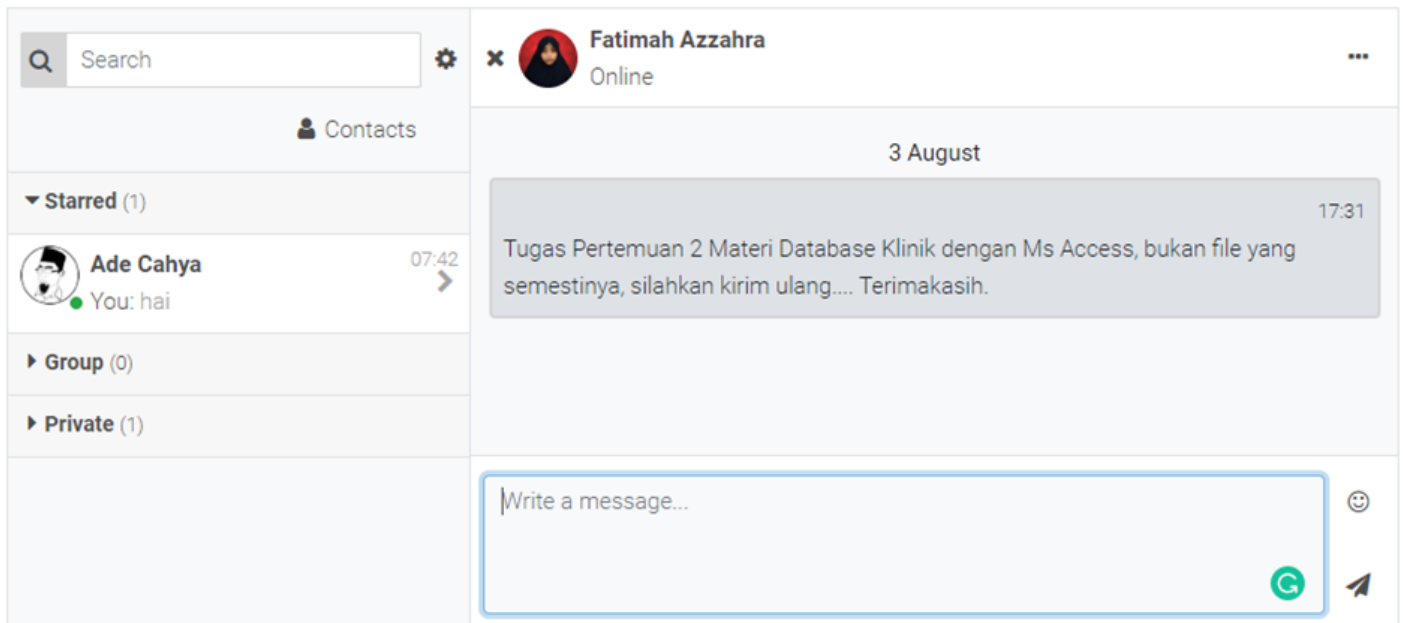 Search
Contacts
Starred (1)
Ade Cahya
07:42
You: hai
Group (0)
Private (1)
Fatimah Azzahra
Online
3 August
17:31
Tugas Pertemuan 2 Materi Database Klinik dengan Ms Access, bukan file yang
semestinya, silahkan kirim ulang.... Terimakasih.
Write a message...